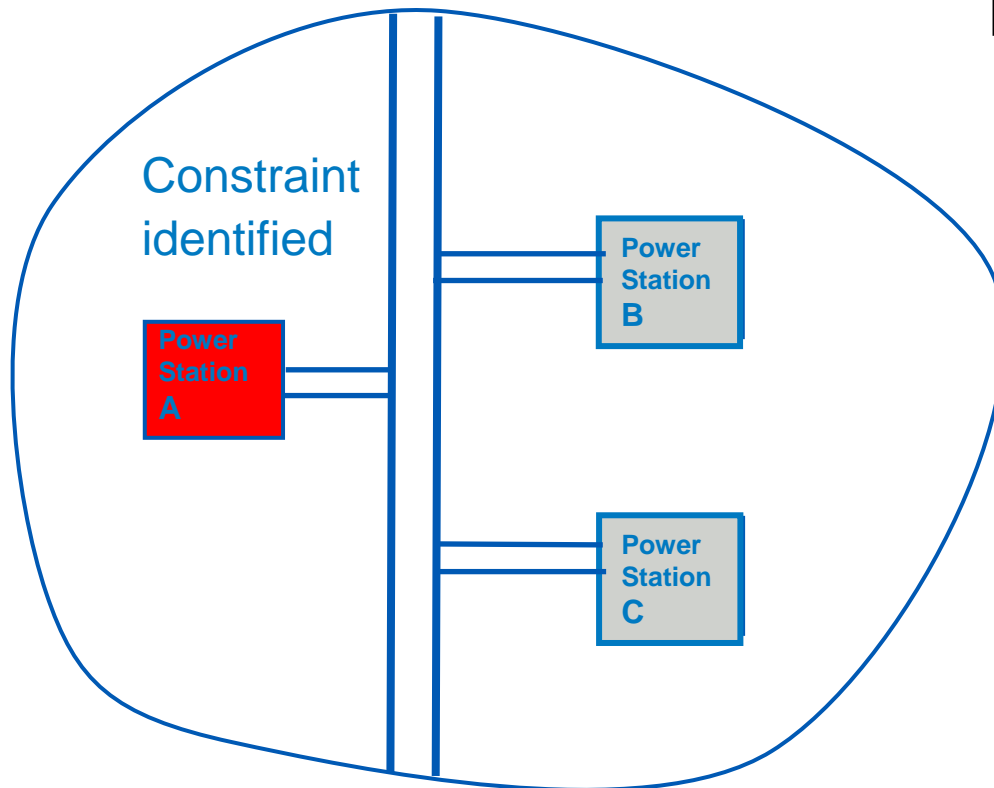 Constraint
identified
Power
Station
A
Power
Station
B
Power
Station
C